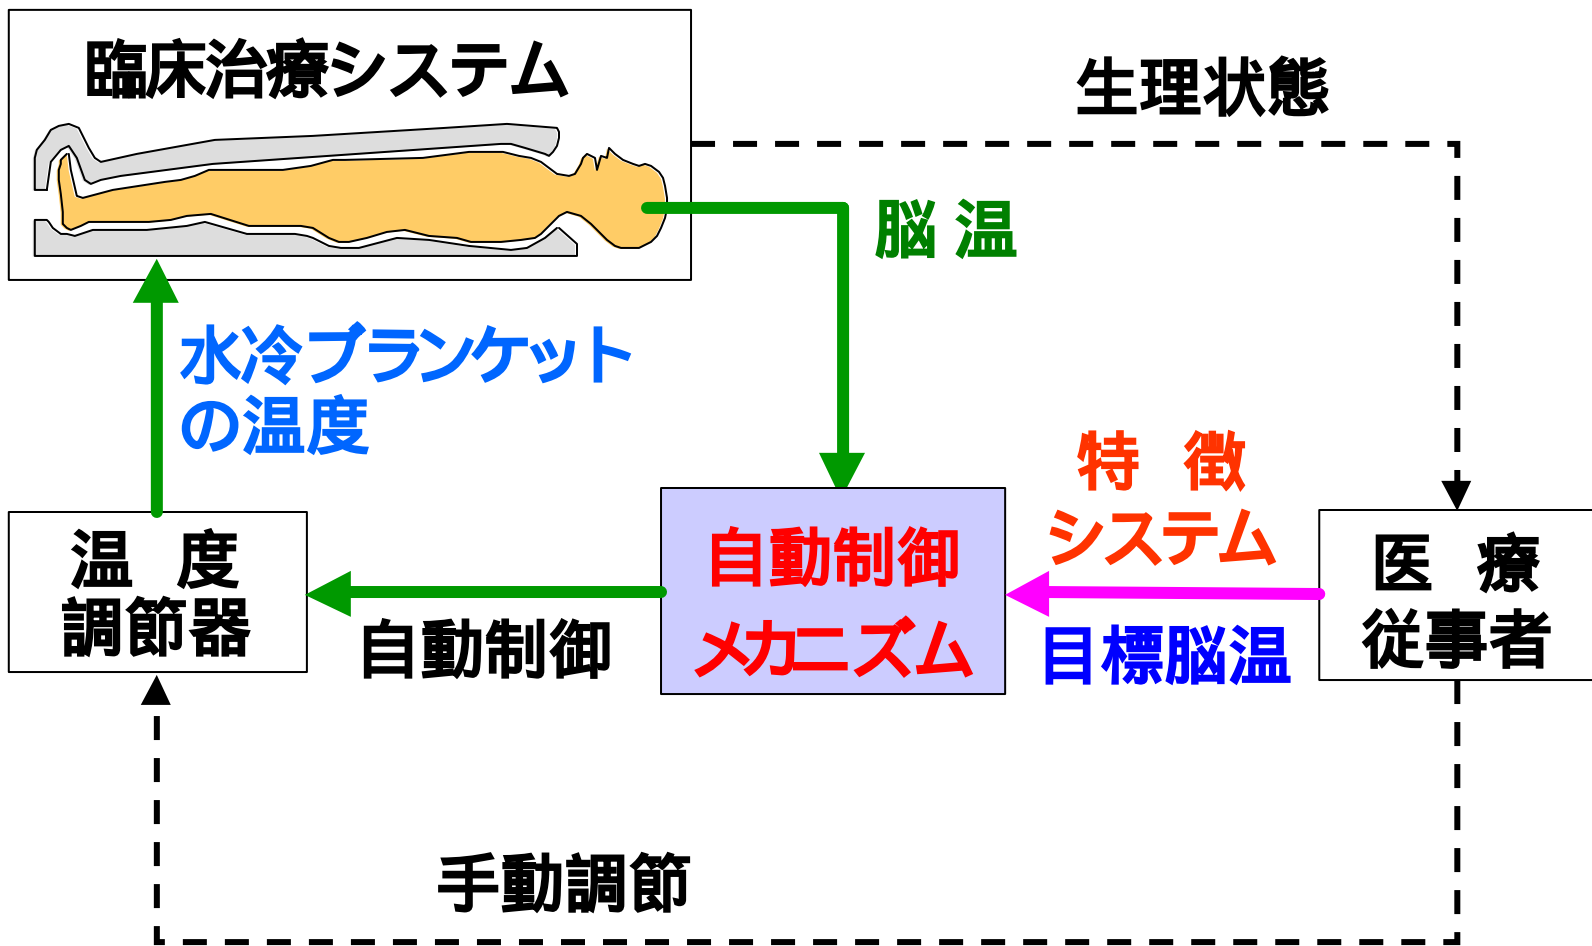 臨床治療システム
生理状態
脳 温
水冷ブランケット
の温度
特 徴
システム
温 度
調節器
自動制御
自動制御
メカニズム
目標脳温
医 療
従事者
手動調節